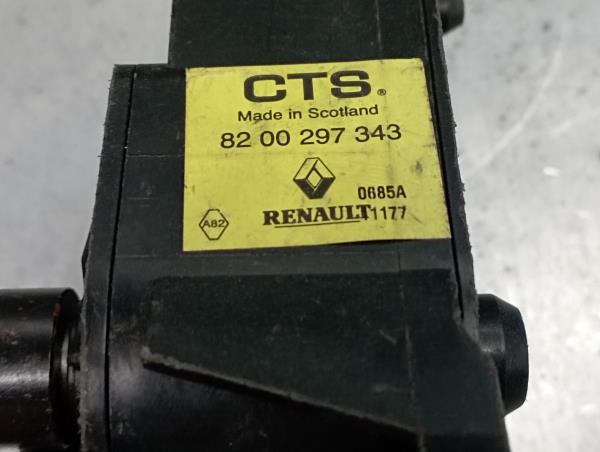 CTS®
Made in Scotland
82 00 297 343
0685A
A82 RENAULT 1177